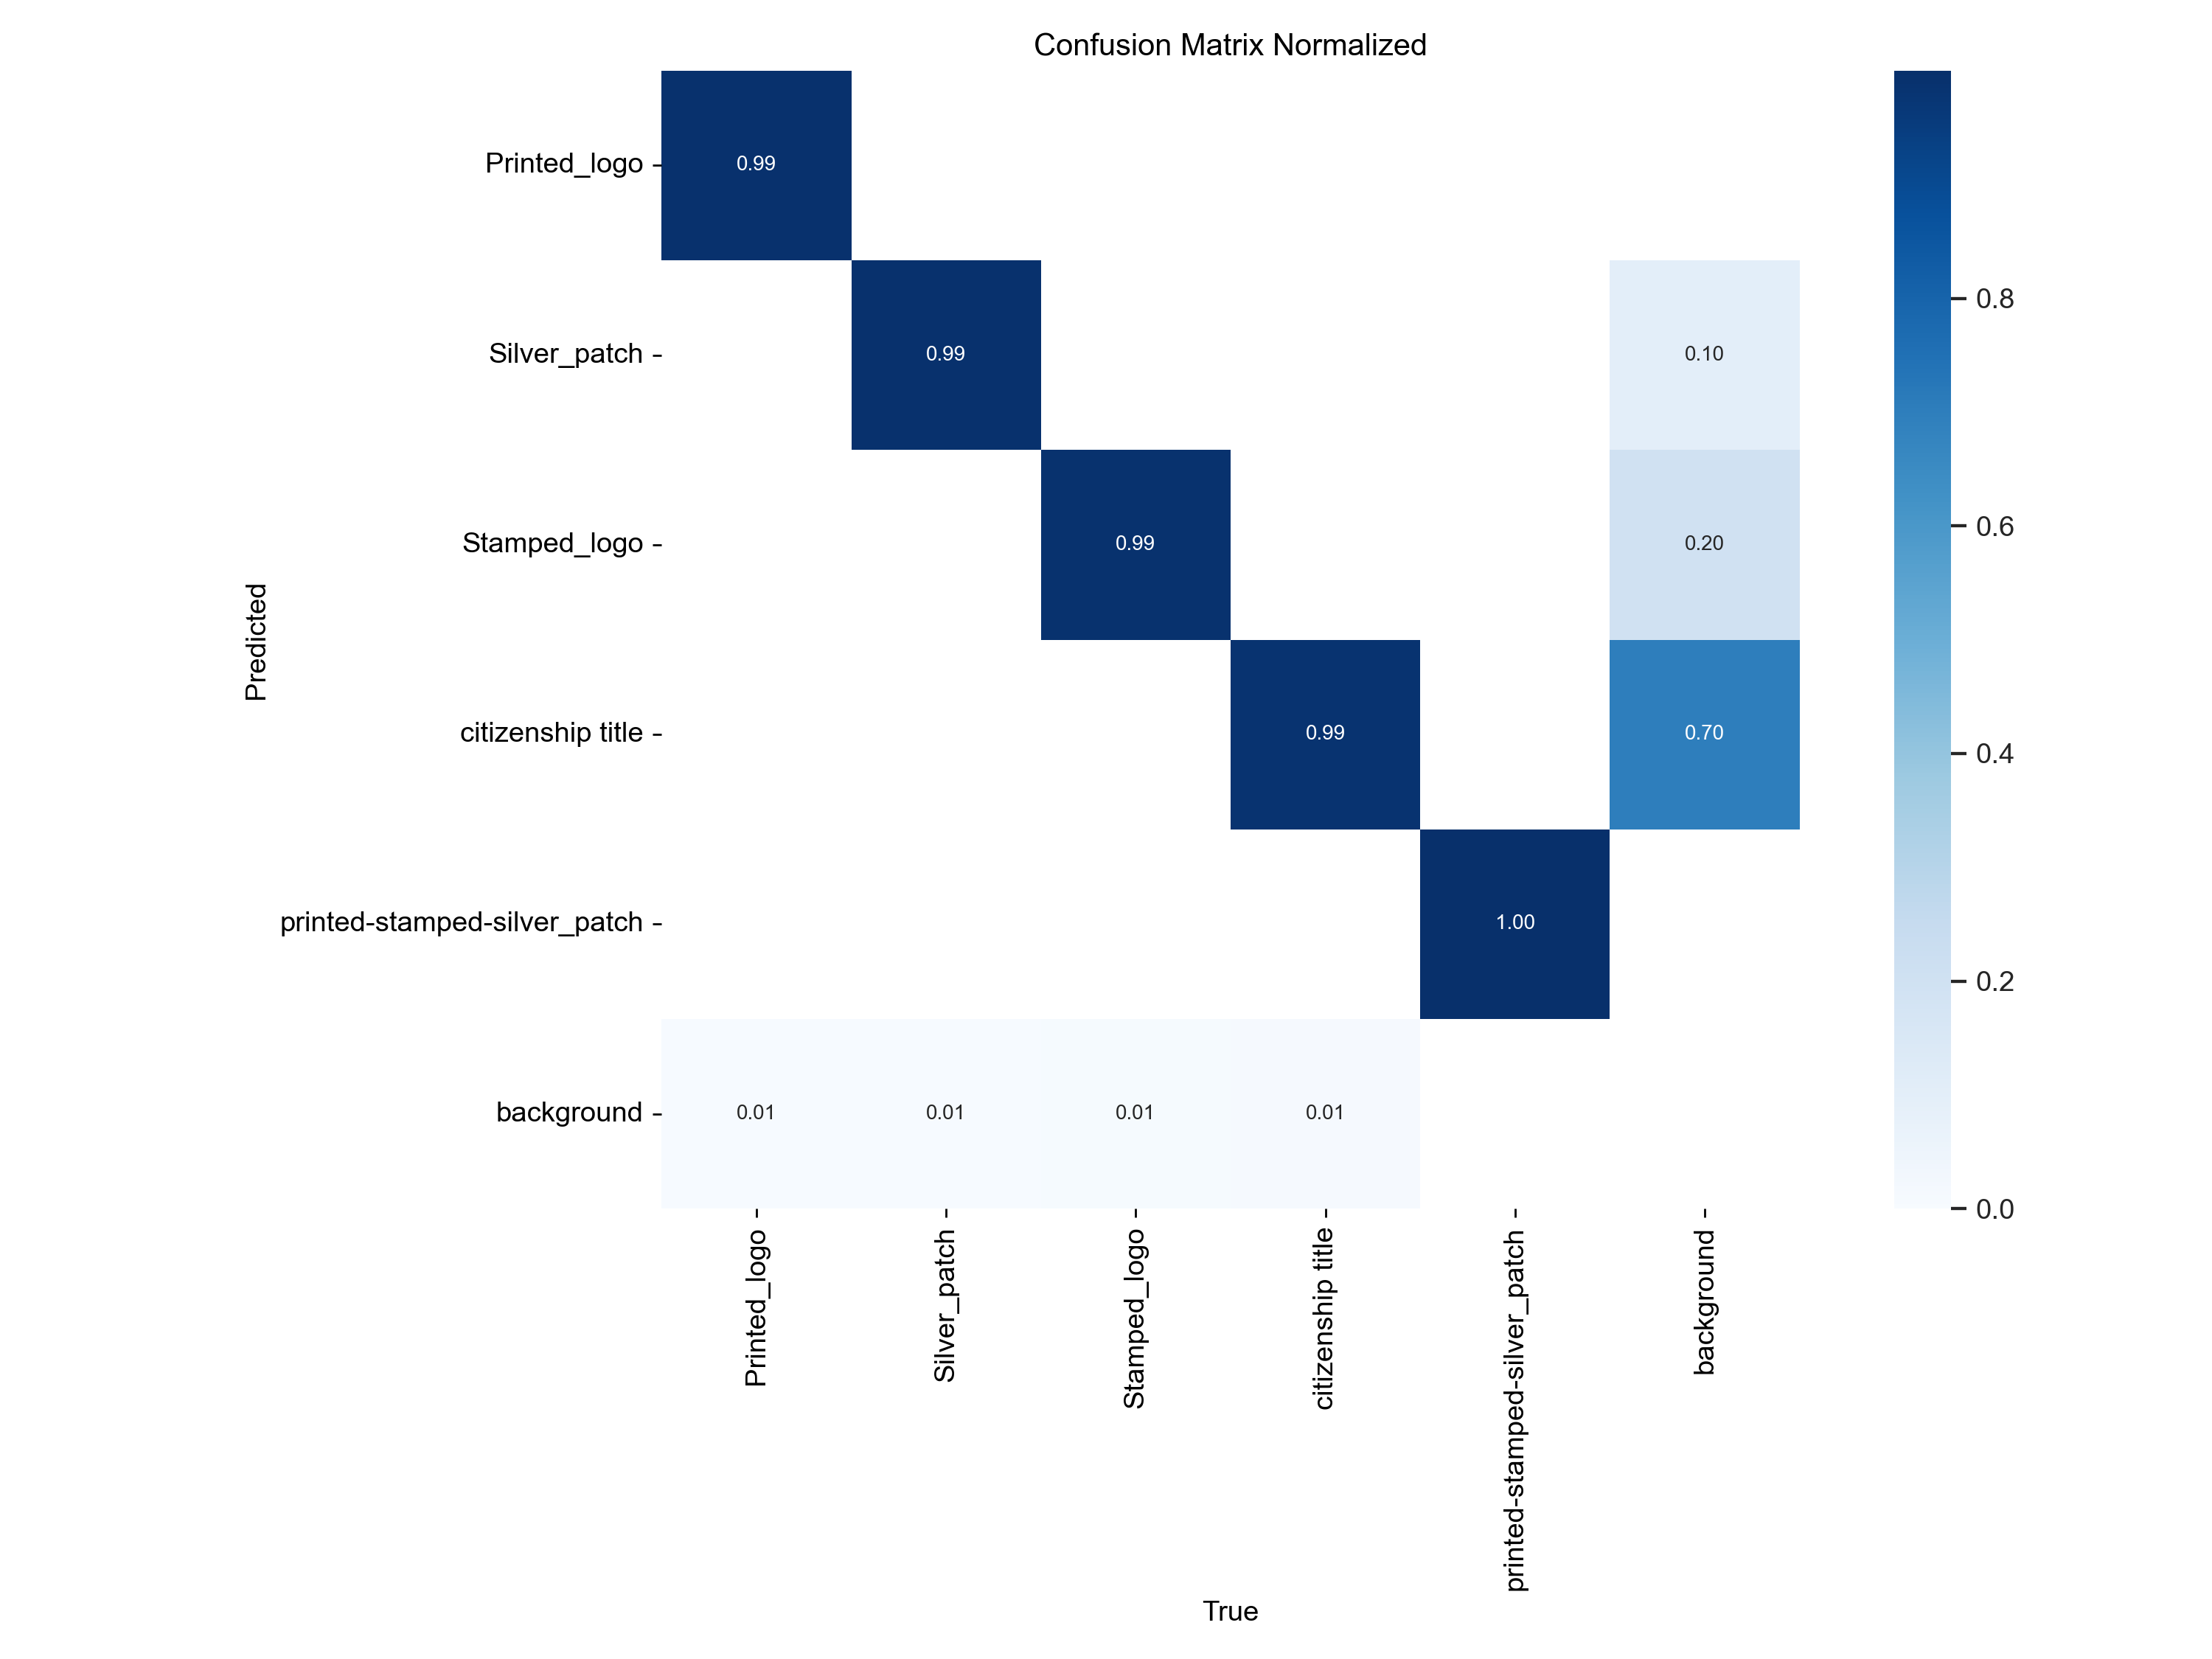 Confusion Matrix Normalized
Printed_logo
0.99
Silver_patch
0.99
0.10
Stamped_logo
0.99
0.20
citizenship title
0.99
0.70
printed-stamped-silver_patch
1.00
background
0.01
0.01
0.01
0.01
Predicted
Printed_logo
Silver_patch
Stamped_logo
citizenship title
printed-stamped-silver_patch
background
True
0.8
0.6
0.4
0.2
0.0